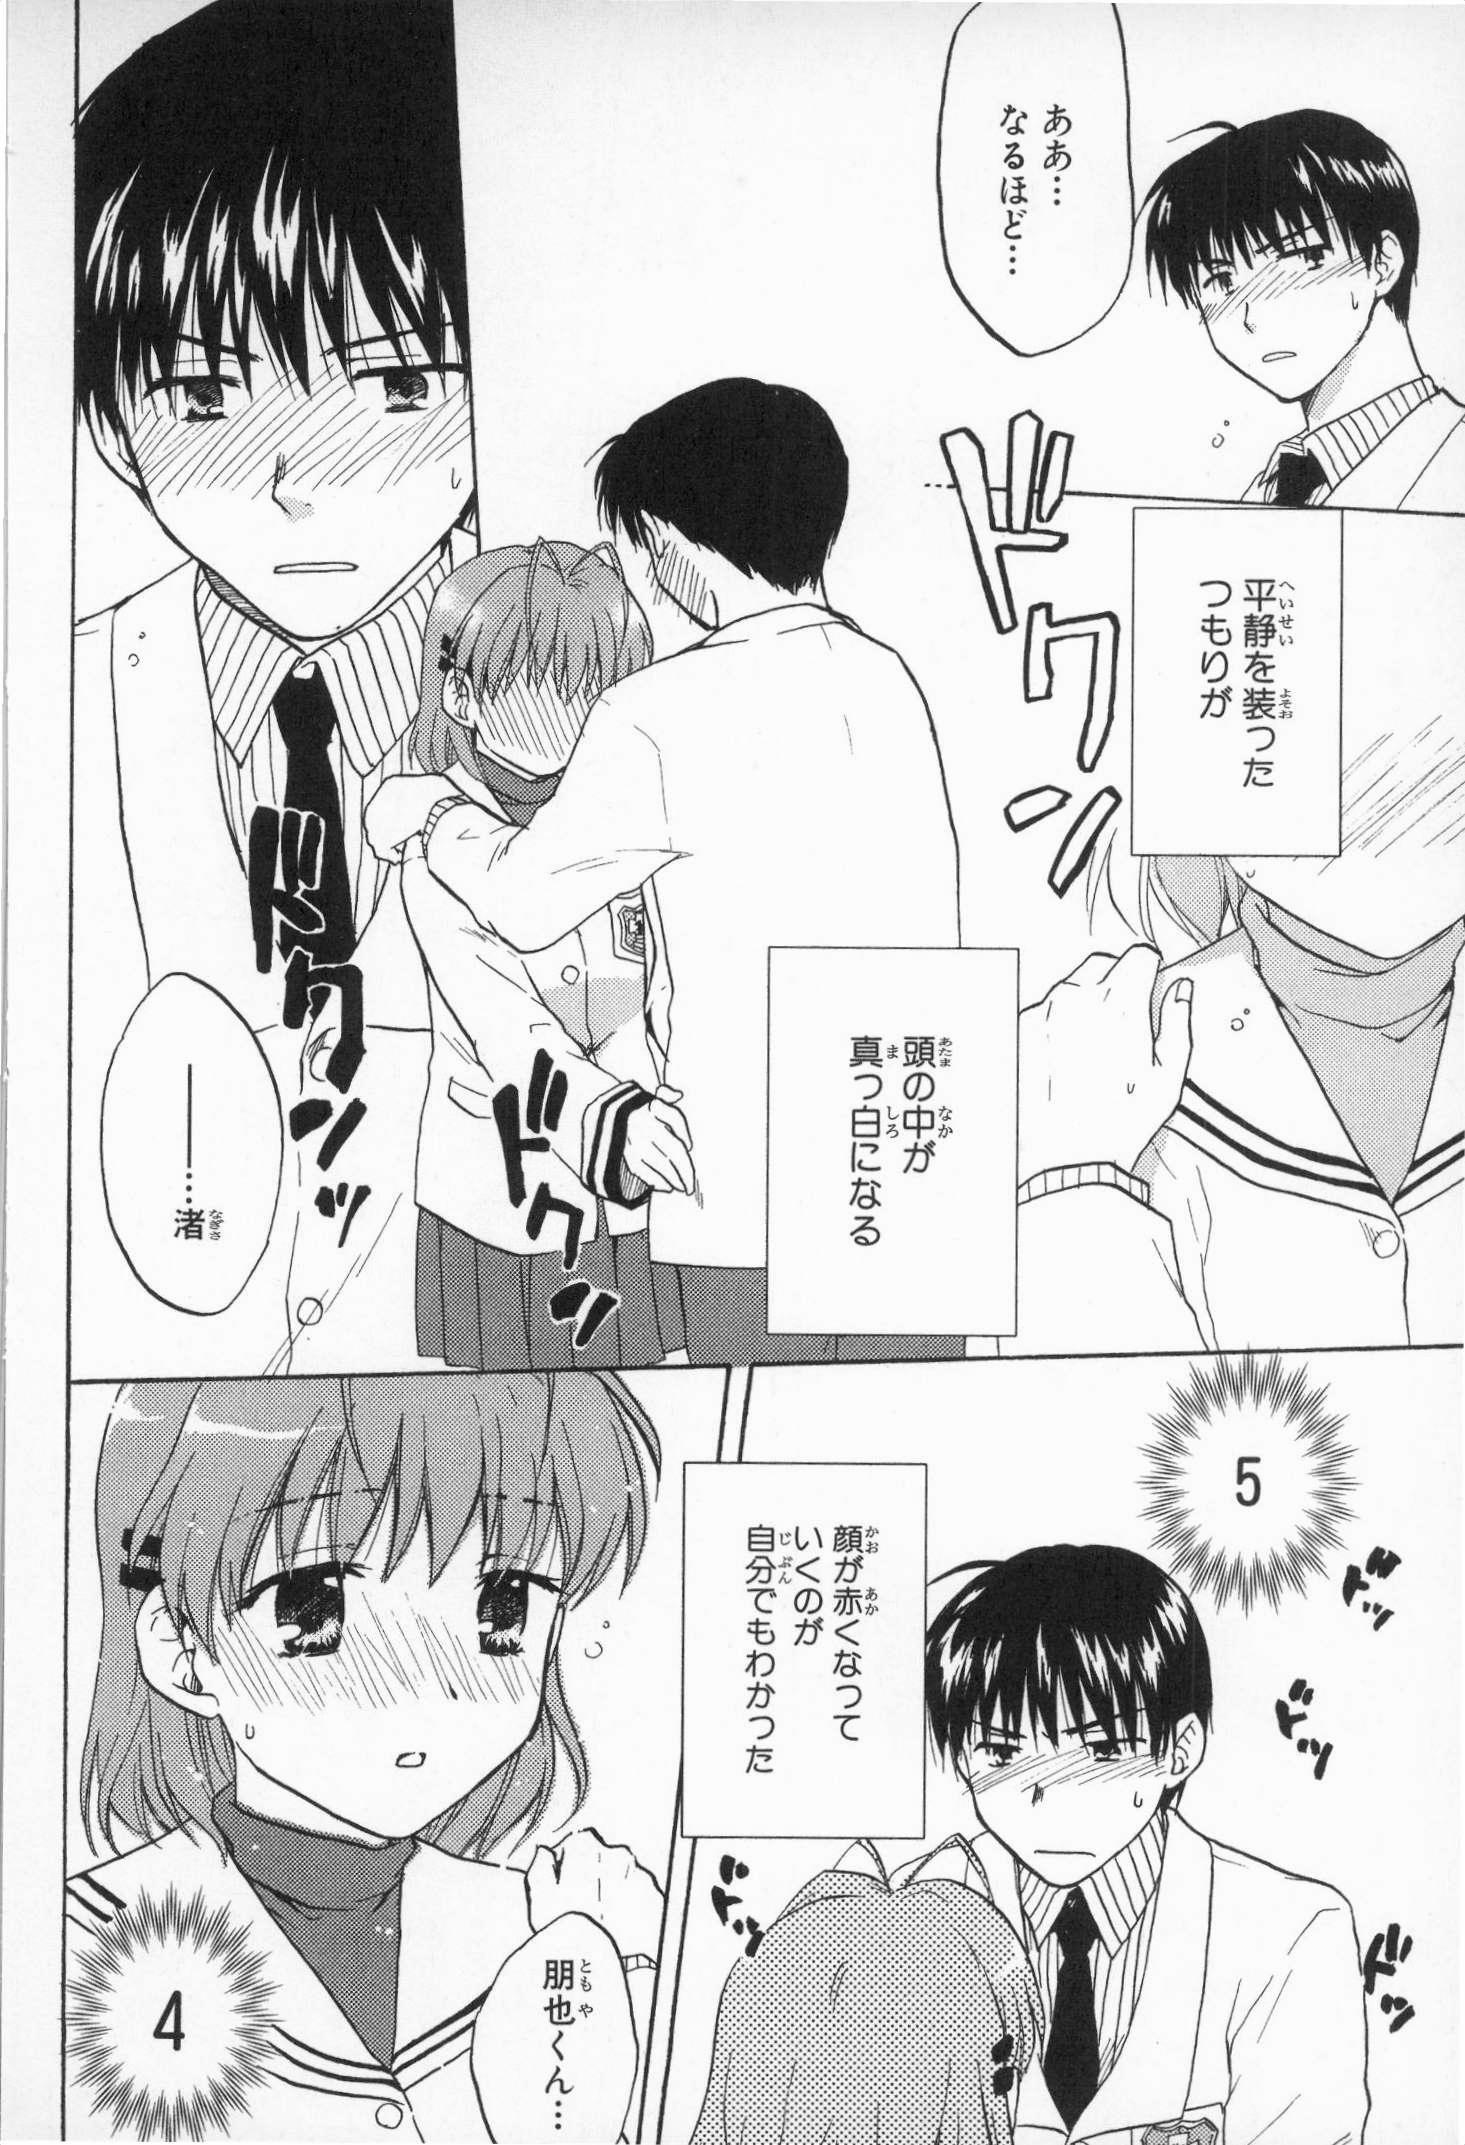 ああ…
なるほど…
平静を装った
つもりが
ドクン
頭の中が
真っ白になる
ドクン
ドクンッ
―――…渚
5
ドッ
ドッ
顔が赤くなって
いくのが
自分でもわかった
ドッ
ドッ
朋也くん…
4